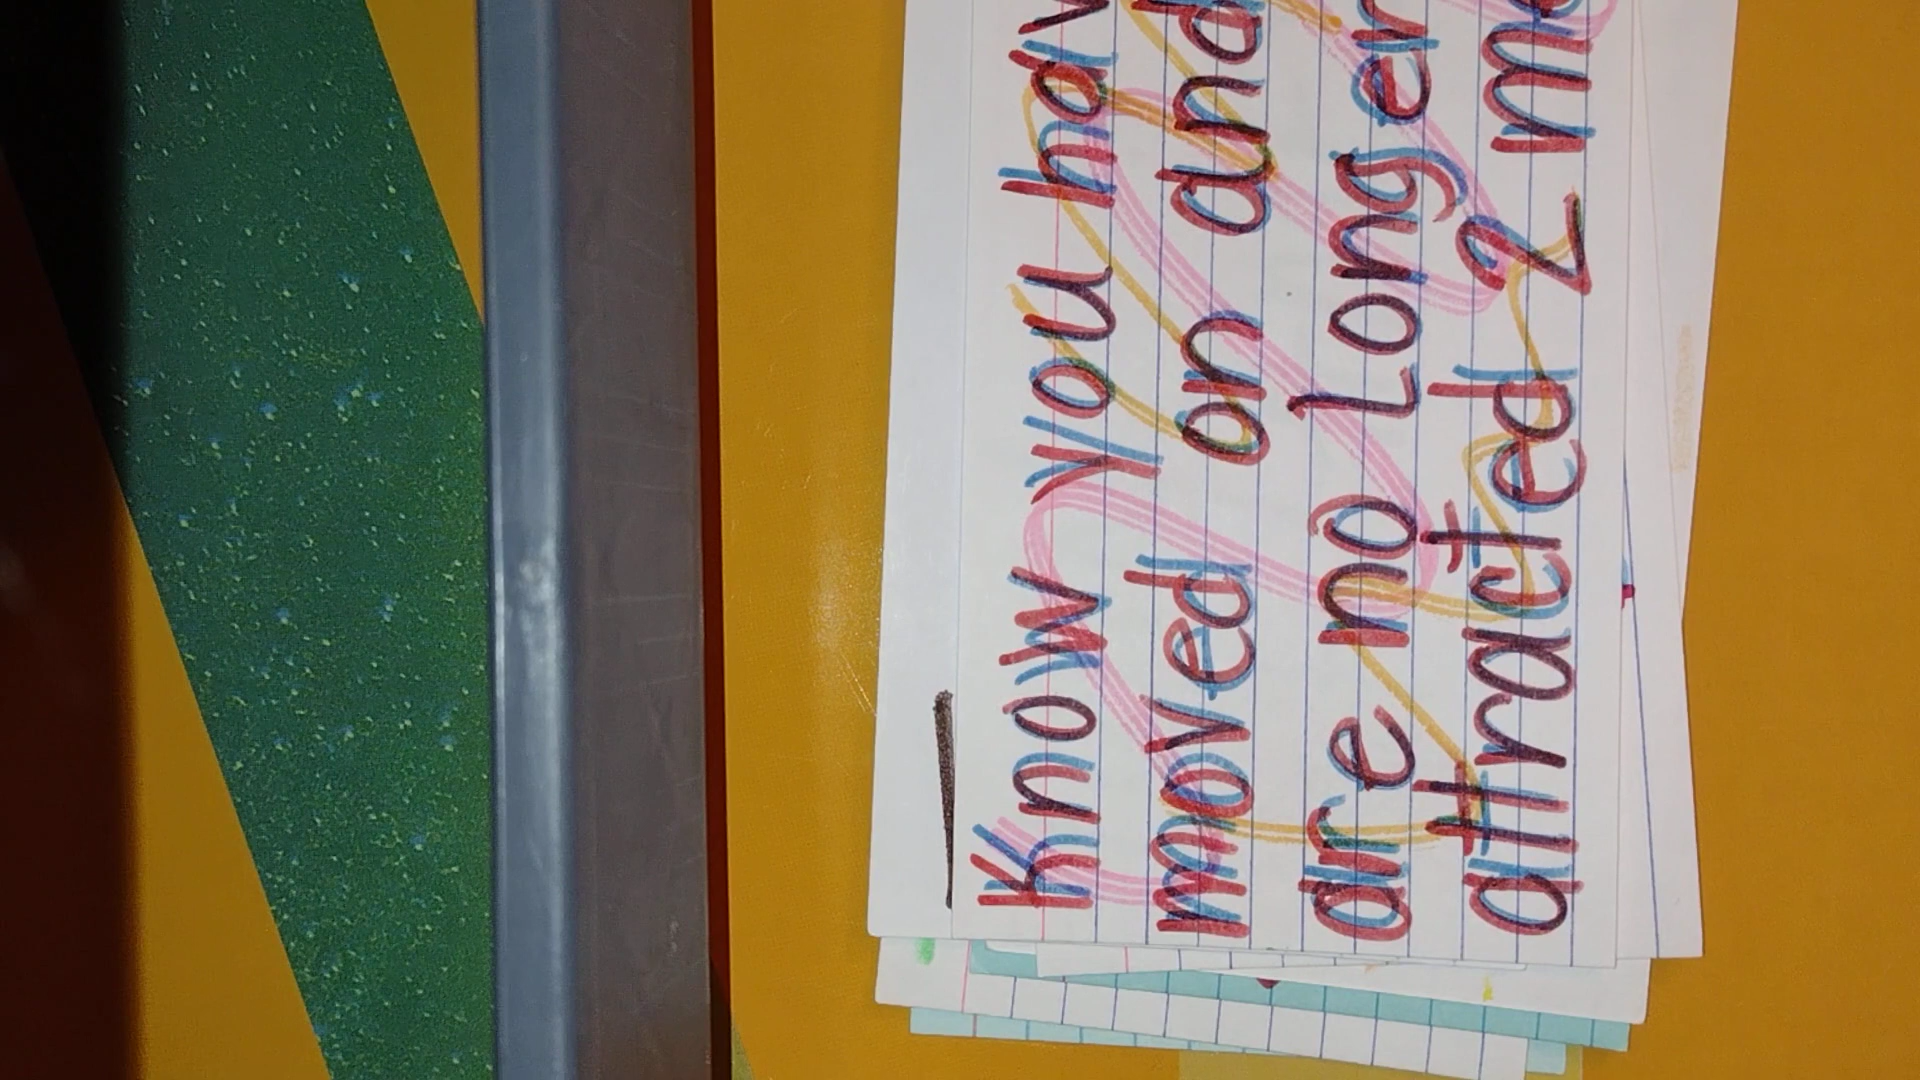 Know you hav
moved on and
are no Longer
attracted 2 me